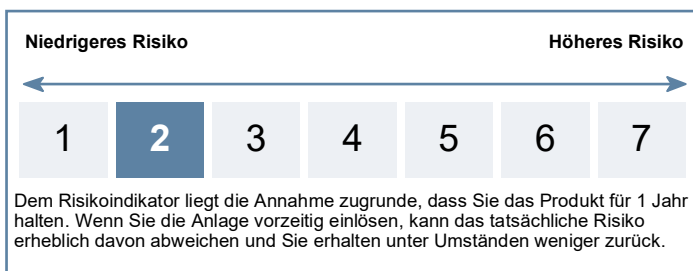 Niedrigeres Risiko Höheres Risiko
1 2 3 4 5 6 7
Dem Risikoindikator liegt die Annahme zugrunde, dass Sie das Produkt für 1 Jahr
halten. Wenn Sie die Anlage vorzeitig einlösen, kann das tatsächliche Risiko
erheblich davon abweichen und Sie erhalten unter Umständen weniger zurück.